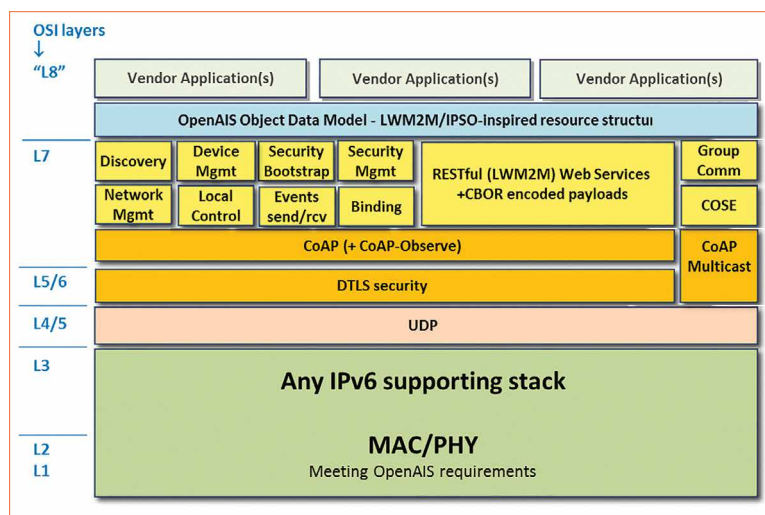 OSI layers
↓
“L8”
Vendor Application(s)
Vendor Application(s)
Vendor Application(s)
OpenAIS Object Data Model - LWM2M/IPSO-inspired resource structu
L7
Discovery
Device
Mgmt
Security
Bootstrap
Security
Mgmt
RESTful (LWM2M) Web Services
+CBOR encoded payloads
Group
Comm
Network
Mgmt
Local
Control
Events
send/rcv
Binding
COSE
CoAP (+ CoAP-Observe)
CoAP
Multicast
L5/6
DTLS security
L4/5
UDP
L3
Any IPv6 supporting stack
L2
MAC/PHY
L1
Meeting OpenAIS requirements